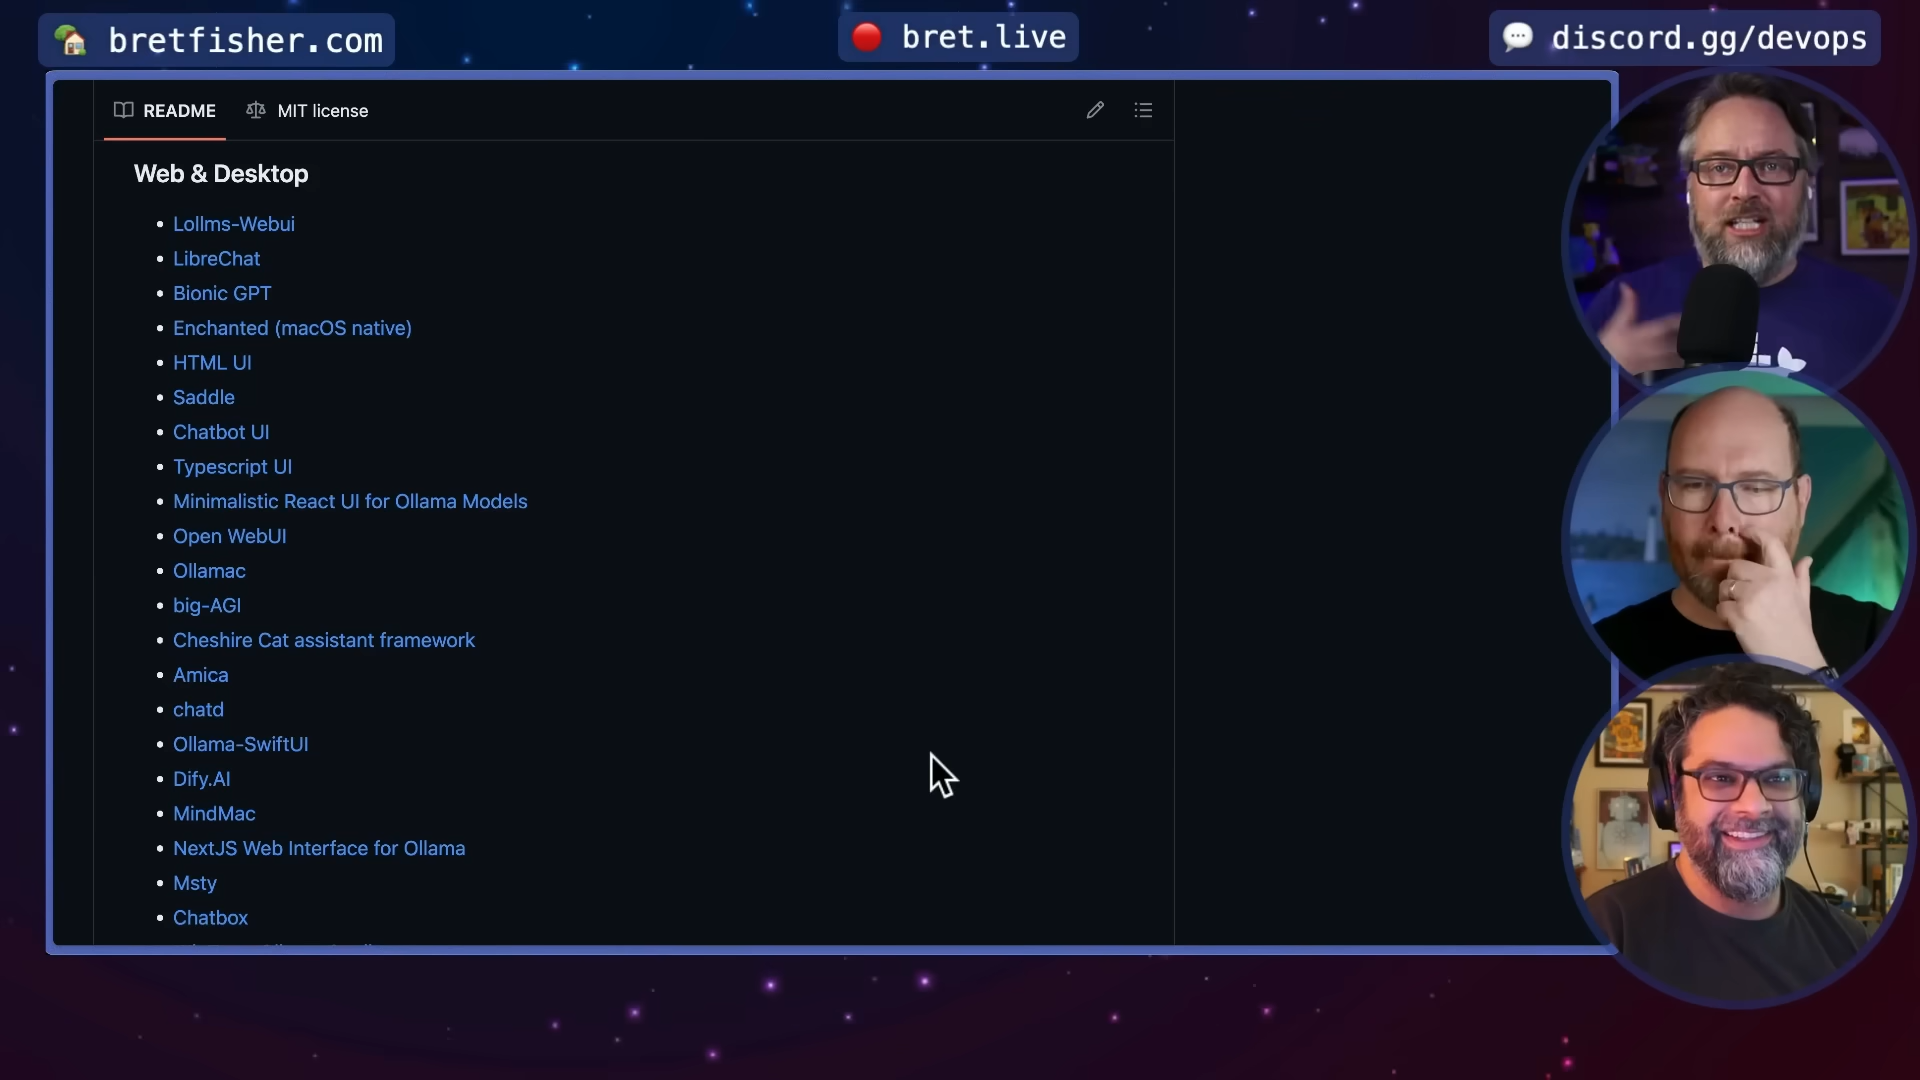 bretfisher.com
bret.live
discord.gg/devops
README
MIT license
Web & Desktop
Lollms-Webui
LibreChat
Bionic GPT
Enchanted (macOS native)
HTML UI
Saddle
Chatbot UI
Typescript UI
Minimalistic React UI for Ollama Models
Open WebUI
Ollamac
big-AGI
Cheshire Cat assistant framework
Amica
chatd
Ollama-SwiftUI
Dify.AI
MindMac
NextJS Web Interface for Ollama
Msty
Chatbox